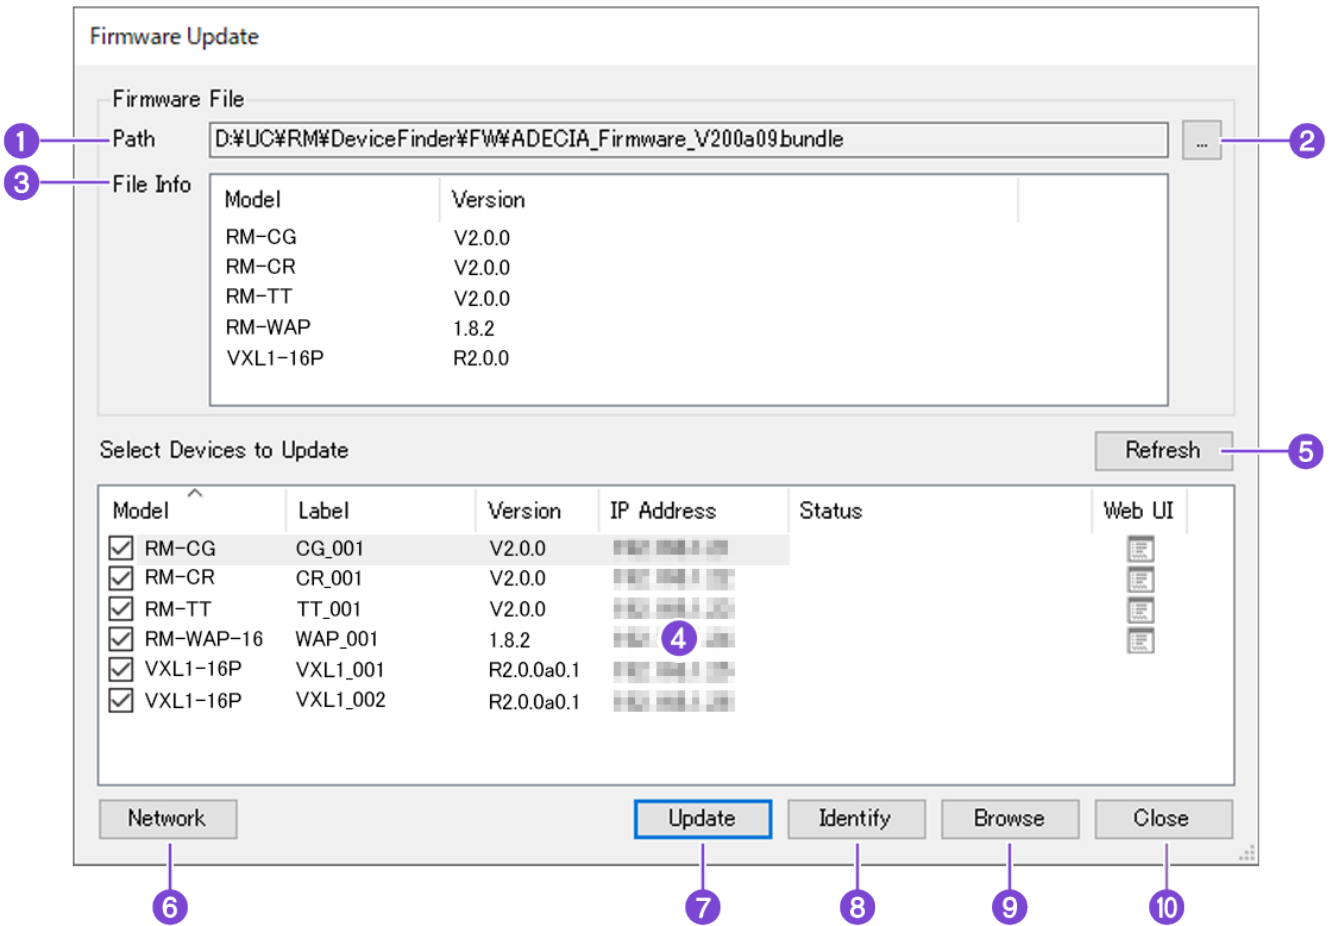 Firmware Update
Firmware File
1 Path D:¥UC¥RM¥DeviceFinder¥FW¥ADECIA_Firmware_V200a09.bundle ... 2
3 File Info
Model Version
RM-CG V2.0.0
RM-CR V2.0.0
RM-TT V2.0.0
RM-WAP 1.8.2
VXL1-16P R2.0.0
Select Devices to Update Refresh 5
Model Label Version IP Address Status Web UI
RM-CG CG_001 V2.0.0
RM-CR CR_001 V2.0.0
RM-TT TT_001 V2.0.0
RM-WAP-16 WAP_001 1.8.2 4
VXL1-16P VXL1_001 R2.0.0a0.1
VXL1-16P VXL1_002 R2.0.0a0.1
Network Update Identify Browse Close
6 7 8 9 10